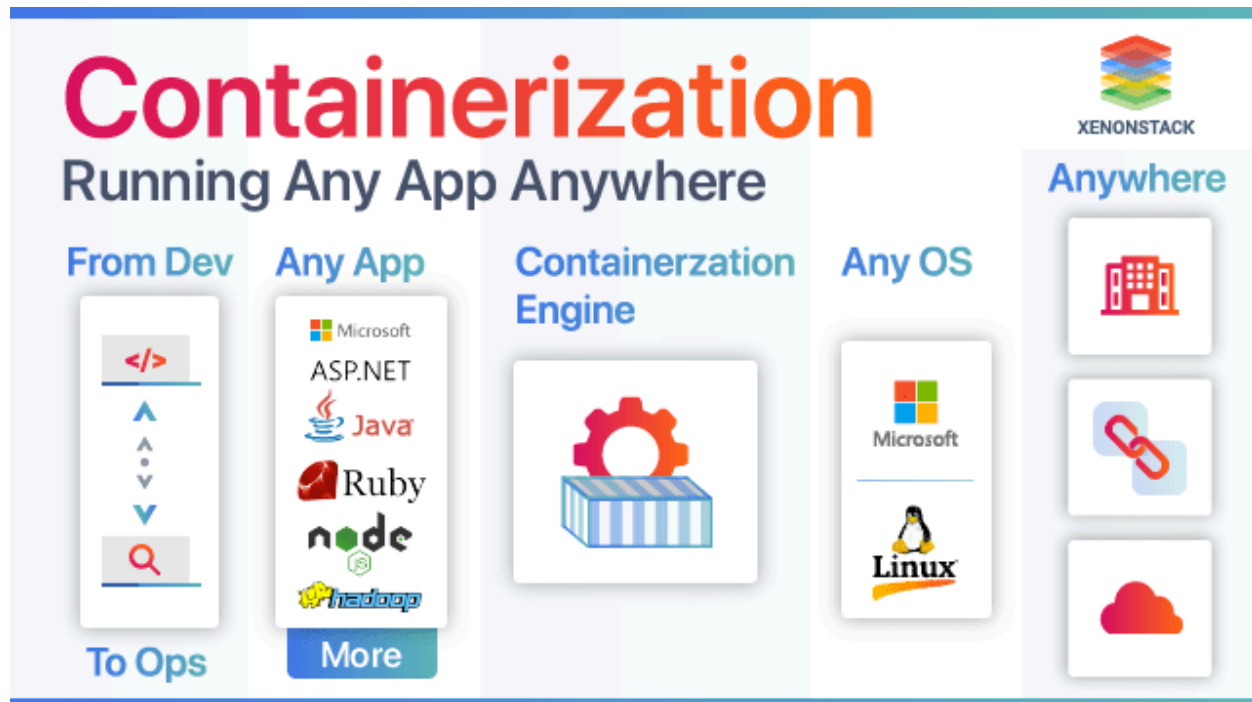 Containerization
XENONSTACK
Running Any App Anywhere
Anywhere
From Dev
</>
To Ops
Any App
Microsoft
ASP.NET
Java
Ruby
node
JS
hadoop
More
Containerzation
Engine
Any OS
Microsoft
Linux